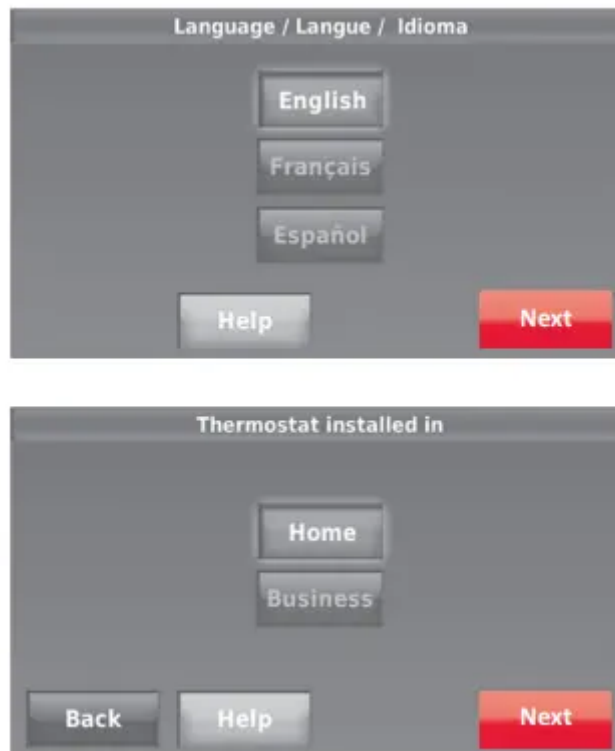 Language / Langue / Idioma
English
Français
Español
Help Next
Thermostat installed in
Home
Business
Back Help Next